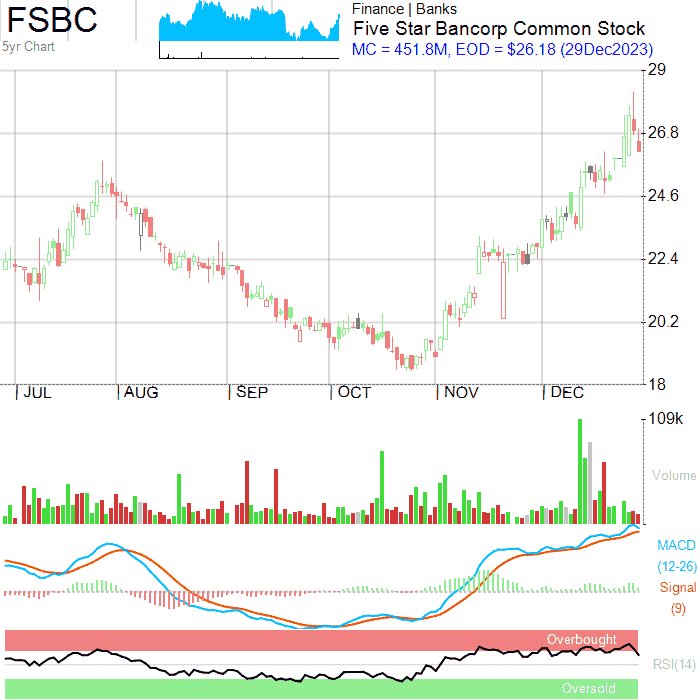 FSBC
5yr Chart
Finance | Banks
Five Star Bancorp Common Stock
MC = 451.8M, EOD = $26.18 (29Dec2023)
29
26.8
24.6
22.4
20.2
18
JUL AUG SEP OCT NOV DEC
109k
Volume
MACD
(12-26)
Signal
(9)
Overbought
RSI(14)
Oversold